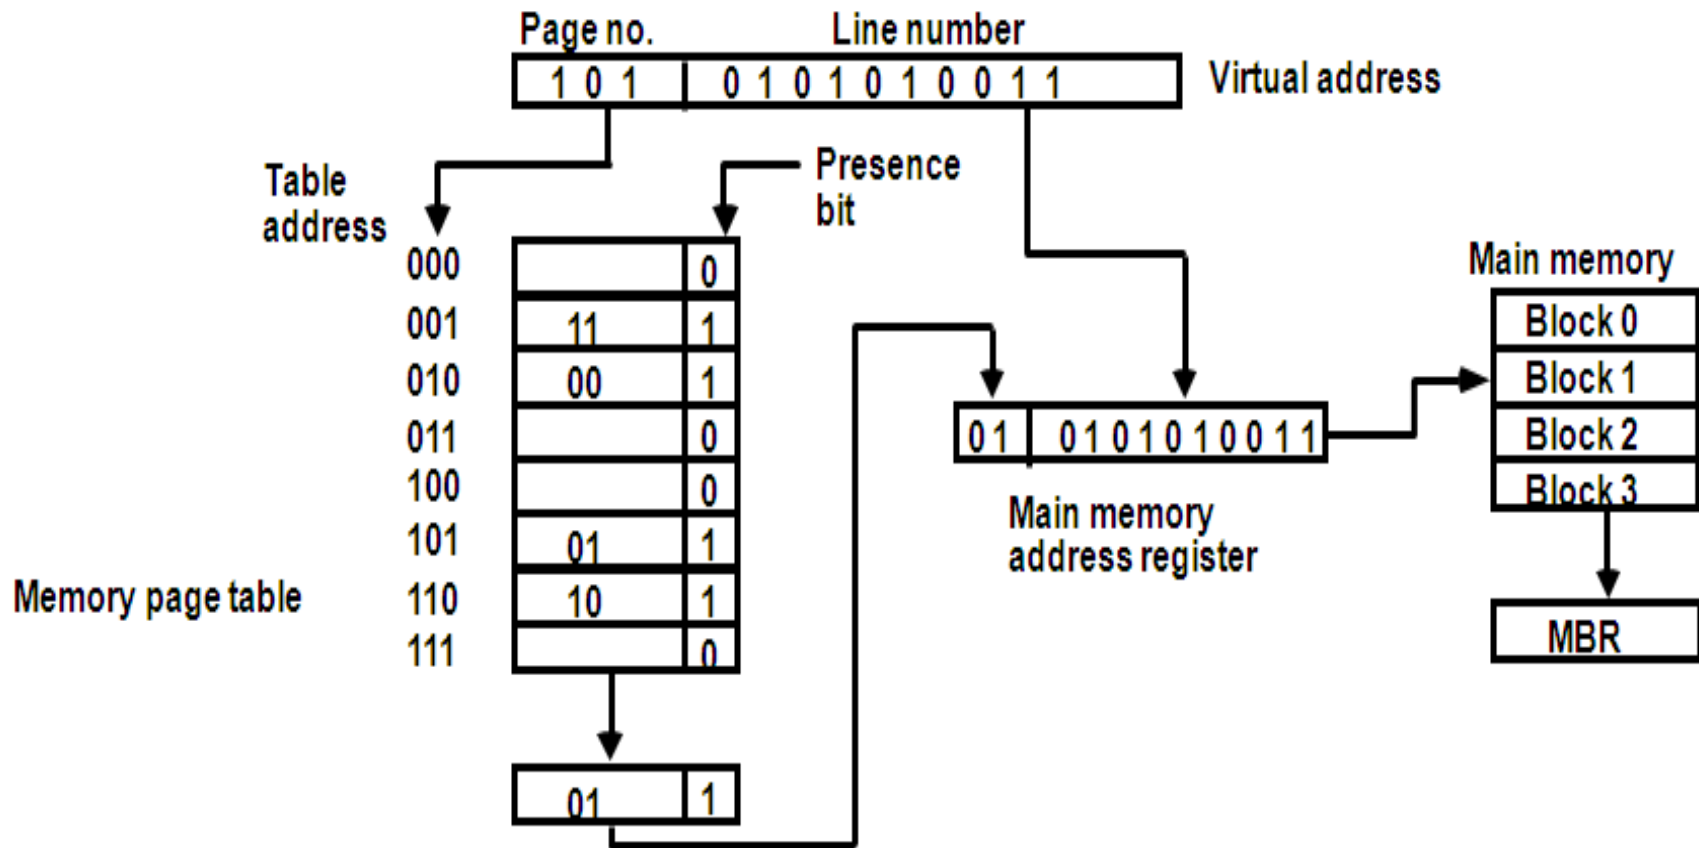 Page no. Line number
1 0 1 0 1 0 1 0 1 0 0 1 1 Virtual address
Table
address
Presence
bit
000 0
001 11 1
010 00 1
011 0
100 0
101 01 1
110 10 1
111 0
Memory page table
01 1
0 1 0 1 0 1 0 1 0 0 1 1
Main memory
address register
Main memory
Block 0
Block 1
Block 2
Block 3
MBR